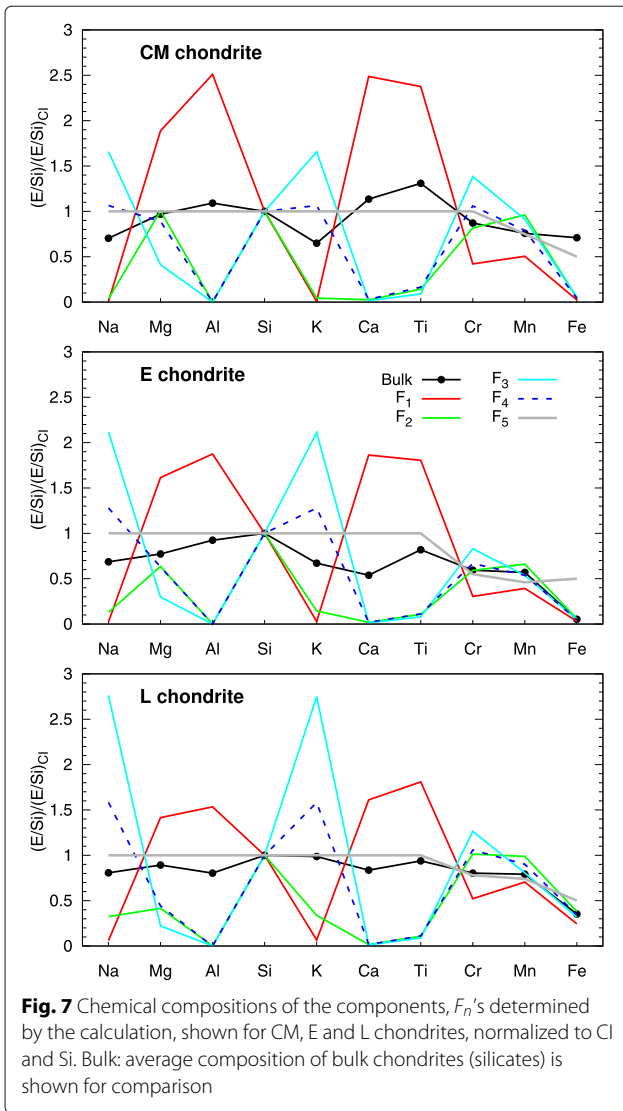 CM chondrite
(E/Si)/(E/Si)CI
3
2.5
2
1.5
1
0.5
0
Na Mg Al Si K Ca Ti Cr Mn Fe
E chondrite
Bulk
F1
F2
F3
F4
F5
(E/Si)/(E/Si)CI
3
2.5
2
1.5
1
0.5
0
Na Mg Al Si K Ca Ti Cr Mn Fe
L chondrite
(E/Si)/(E/Si)CI
3
2.5
2
1.5
1
0.5
0
Na Mg Al Si K Ca Ti Cr Mn Fe
Fig. 7 Chemical compositions of the components, Fn's determined
by the calculation, shown for CM, E and L chondrites, normalized to CI
and Si. Bulk: average composition of bulk chondrites (silicates) is
shown for comparison